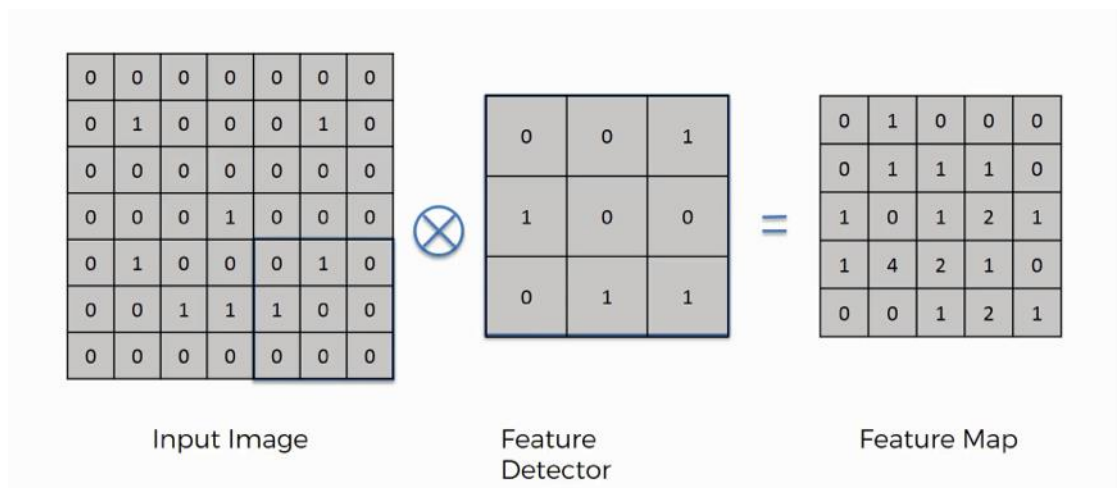 0 0 0 0 0 0 0
0 1 0 0 0 1 0
0 0 0 0 0 0 0
0 0 0 1 0 0 0
0 1 0 0 0 1 0
0 0 1 1 1 0 0
0 0 0 0 0 0 0
Input Image
0 0 1
1 0 0
0 1 1
Feature
Detector
=
0 1 0 0 0
0 1 1 1 0
1 0 1 2 1
1 4 2 1 0
0 0 1 2 1
Feature Map